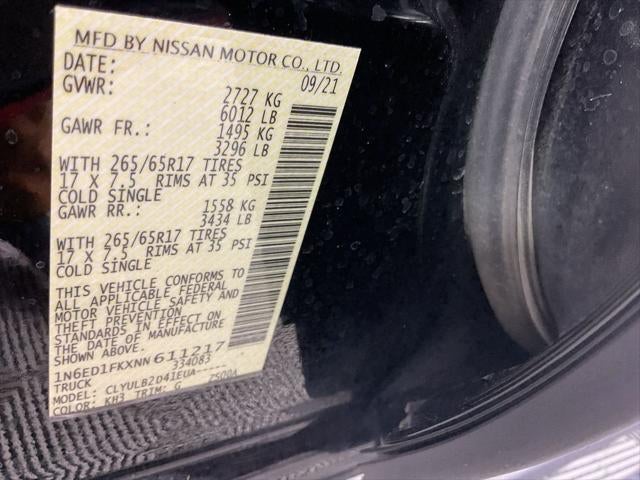 MFD BY NISSAN MOTOR CO., LTD.
DATE: 09/21
GVWR: 2727 KG
6012 LB
GAWR FR.: 1495 KG
3296 LB
WITH 265/65R17 TIRES
17 X 7.5 RIMS AT 35 PSI
COLD SINGLE
GAWR RR.: 1558 KG
3434 LB
WITH 265/65R17 TIRES
17 X 7.5 RIMS AT 35 PSI
COLD SINGLE
THIS VEHICLE CONFORMS TO
ALL APPLICABLE FEDERAL
MOTOR VEHICLE SAFETY AND
THEFT PREVENTION
STANDARDS IN EFFECT ON
THE DATE OF MANUFACTURE
SHOWN ABOVE.
1N6ED1FKXNN611217
TRUCK 334083
MODEL: CLYULB2D41EUA-----
COLOR: KH3 TRIM: G